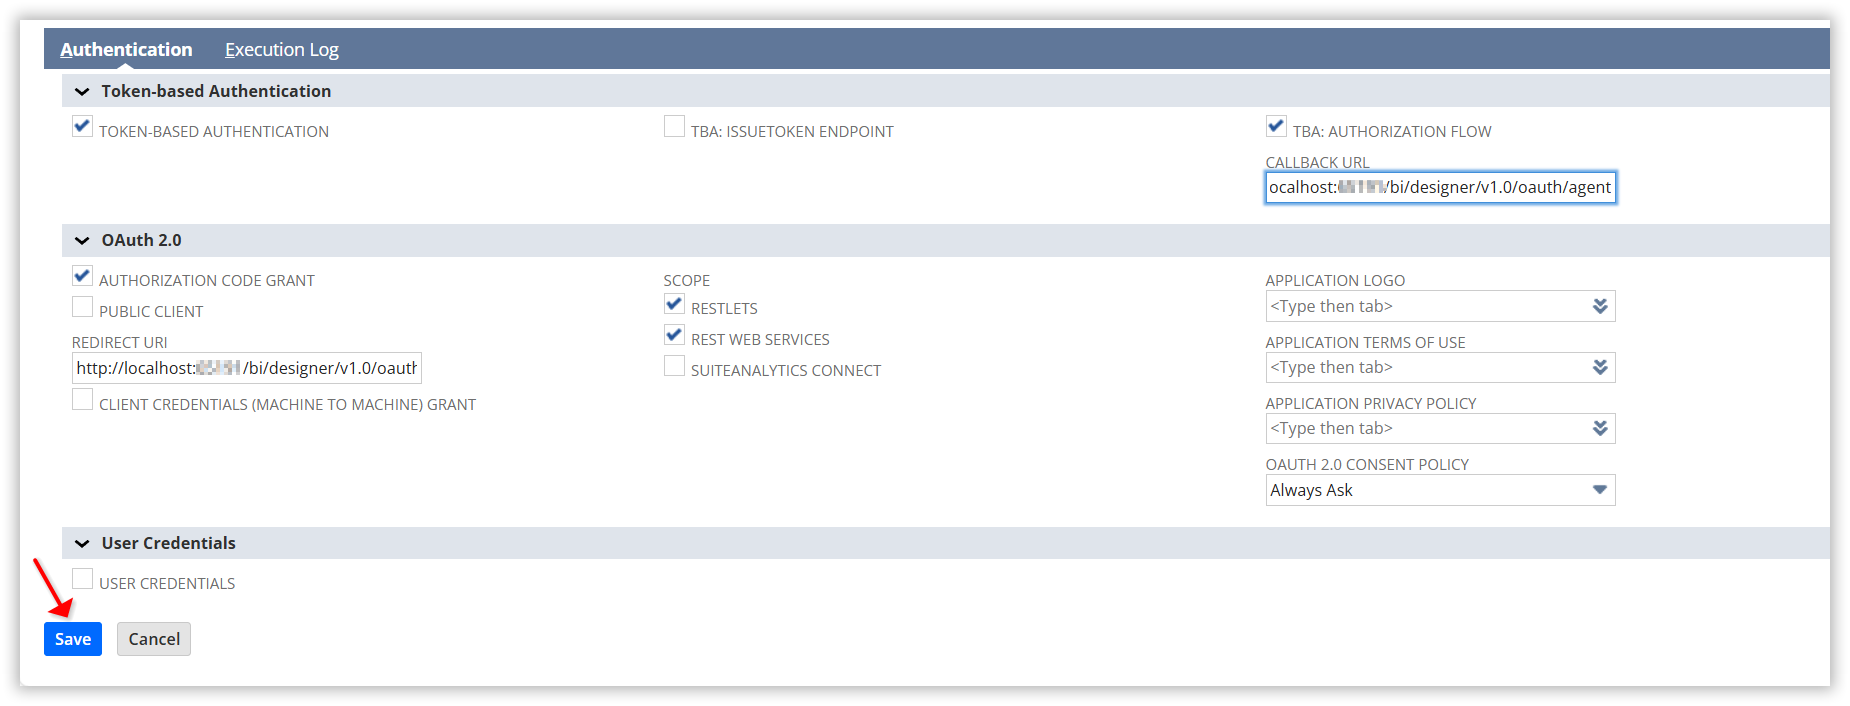 Authentication Execution Log
Token-based Authentication
TOKEN-BASED AUTHENTICATION
TBA: ISSUETOKEN ENDPOINT
TBA: AUTHORIZATION FLOW
CALLBACK URL
ocalhost: /bi/designer/v1.0/oauth/agent
OAuth 2.0
AUTHORIZATION CODE GRANT
PUBLIC CLIENT
REDIRECT URI
http://localhost: /bi/designer/v1.0/oauth
CLIENT CREDENTIALS (MACHINE TO MACHINE) GRANT
SCOPE
RESTLETS
REST WEB SERVICES
SUITEANALYTICS CONNECT
APPLICATION LOGO
<Type then tab>
APPLICATION TERMS OF USE
<Type then tab>
APPLICATION PRIVACY POLICY
<Type then tab>
OAUTH 2.0 CONSENT POLICY
Always Ask
User Credentials
USER CREDENTIALS
Save Cancel